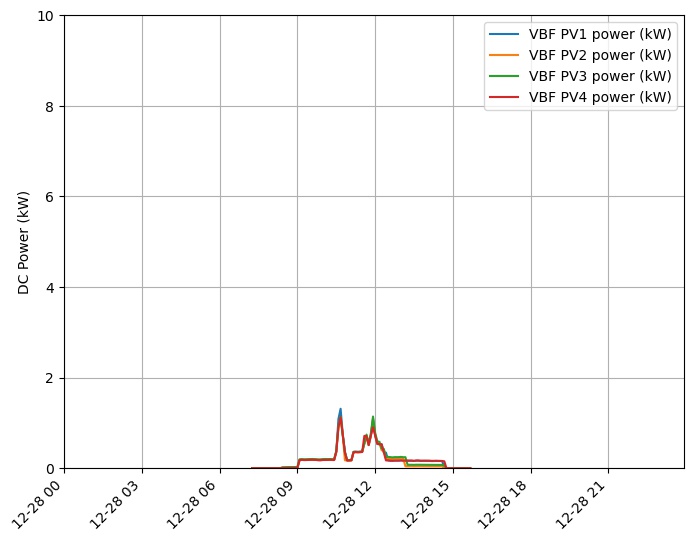 VBF PV1 power (kW)
VBF PV2 power (kW)
VBF PV3 power (kW)
VBF PV4 power (kW)
DC Power (kW)
10
8
6
4
2
0
12-28 00
12-28 03
12-28 06
12-28 09
12-28 12
12-28 15
12-28 18
12-28 21